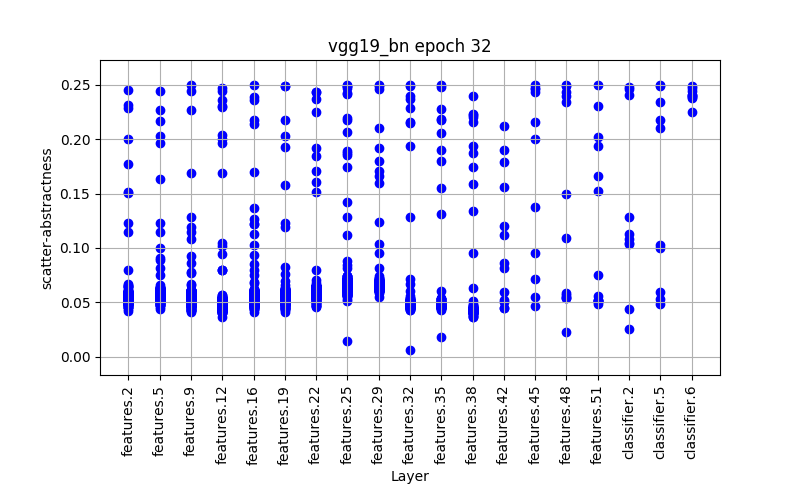 vgg19_bn epoch 32
scatter-abstractness
0.25
0.20
0.15
0.10
0.05
0.00
features.2
features.5
features.9
features.12
features.16
features.19
features.22
features.25
features.29
features.32
features.35
features.38
features.42
features.45
features.48
features.51
classifier.2
classifier.5
classifier.6
Layer